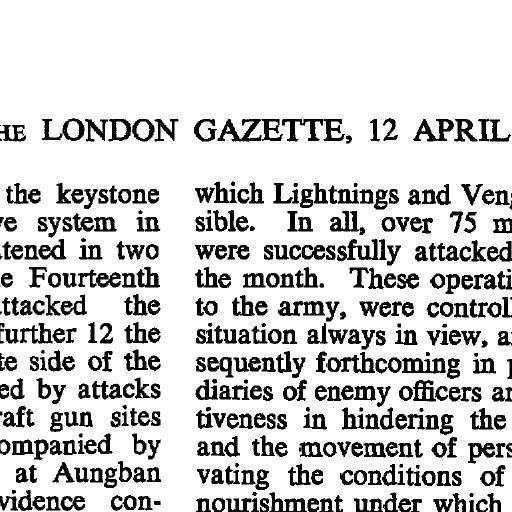 HE LONDON GAZETTE, 12 APRIL
the keystone
ve system in
tened in two
e Fourteenth
ttacked the
further 12 the
te side of the
ed by attacks
raft gun sites
ompanied by
at Aungban
vidence con-
which Lightnings and Ven
sible. In all, over 75 m
were successfully attacked
the month. These operati
to the army, were controll
situation always in view, a
sequently forthcoming in p
diaries of enemy officers an
tiveness in hindering the
and the movement of pers
vating the conditions of
nourishment under which